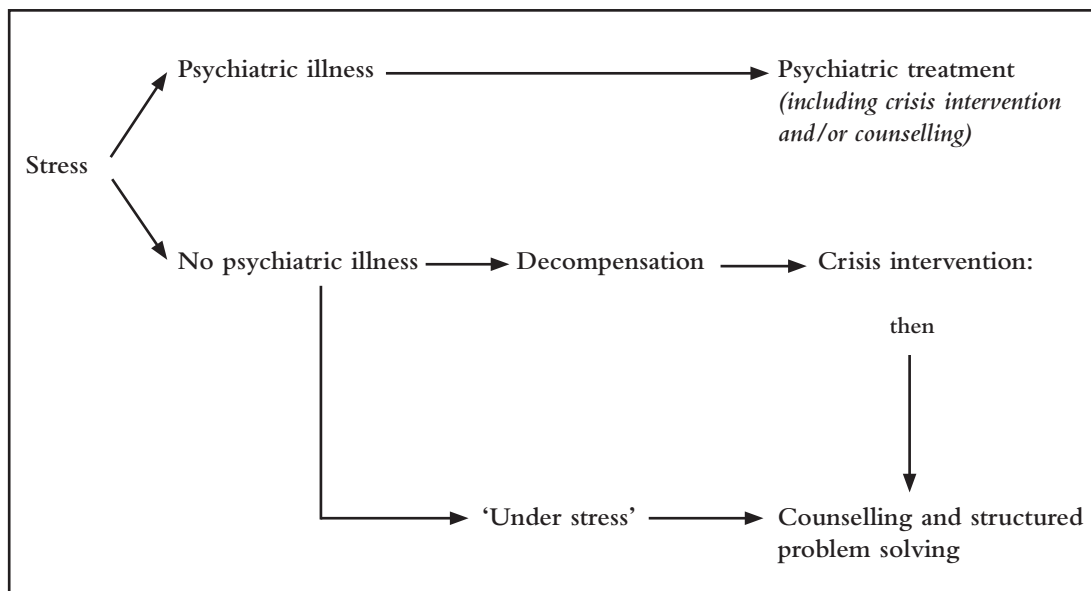 Psychiatric illness
Psychiatric treatment
(including crisis intervention
and/or counselling)
Stress
No psychiatric illness
Decompensation
Crisis intervention:
then
‘Under stress’
Counselling and structured
problem solving